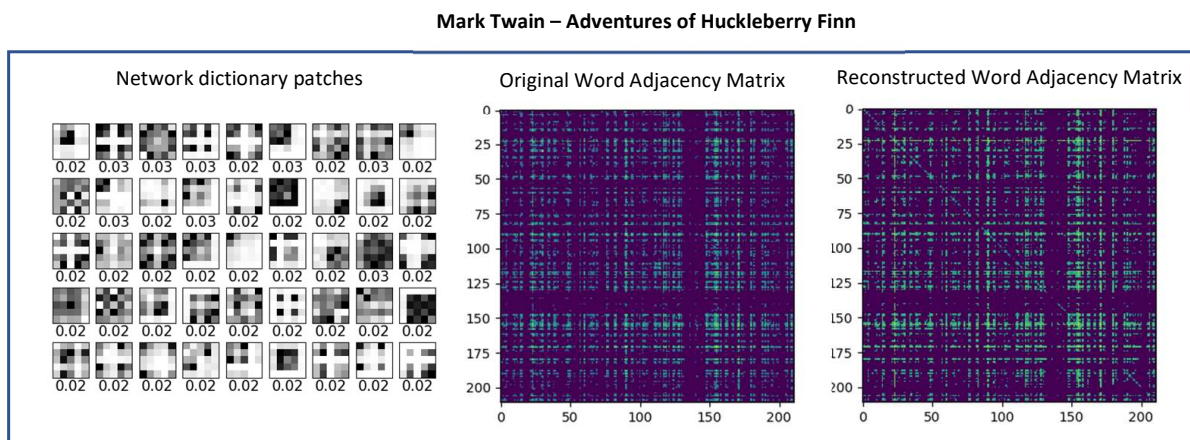 Mark Twain – Adventures of Huckleberry Finn
Network dictionary patches
0.02 0.03 0.03 0.03 0.02 0.03 0.02 0.03 0.02
0.02 0.03 0.02 0.03 0.02 0.02 0.02 0.02 0.02
0.02 0.02 0.02 0.02 0.02 0.02 0.02 0.03 0.02
0.02 0.02 0.02 0.02 0.02 0.02 0.02 0.02 0.02
0.02 0.02 0.02 0.02 0.02 0.02 0.02 0.02 0.02
Original Word Adjacency Matrix
0
25
50
75
100
125
150
175
200
0 50 100 150 200
Reconstructed Word Adjacency Matrix
0
25
50
75
100
125
150
175
200
0 50 100 150 200